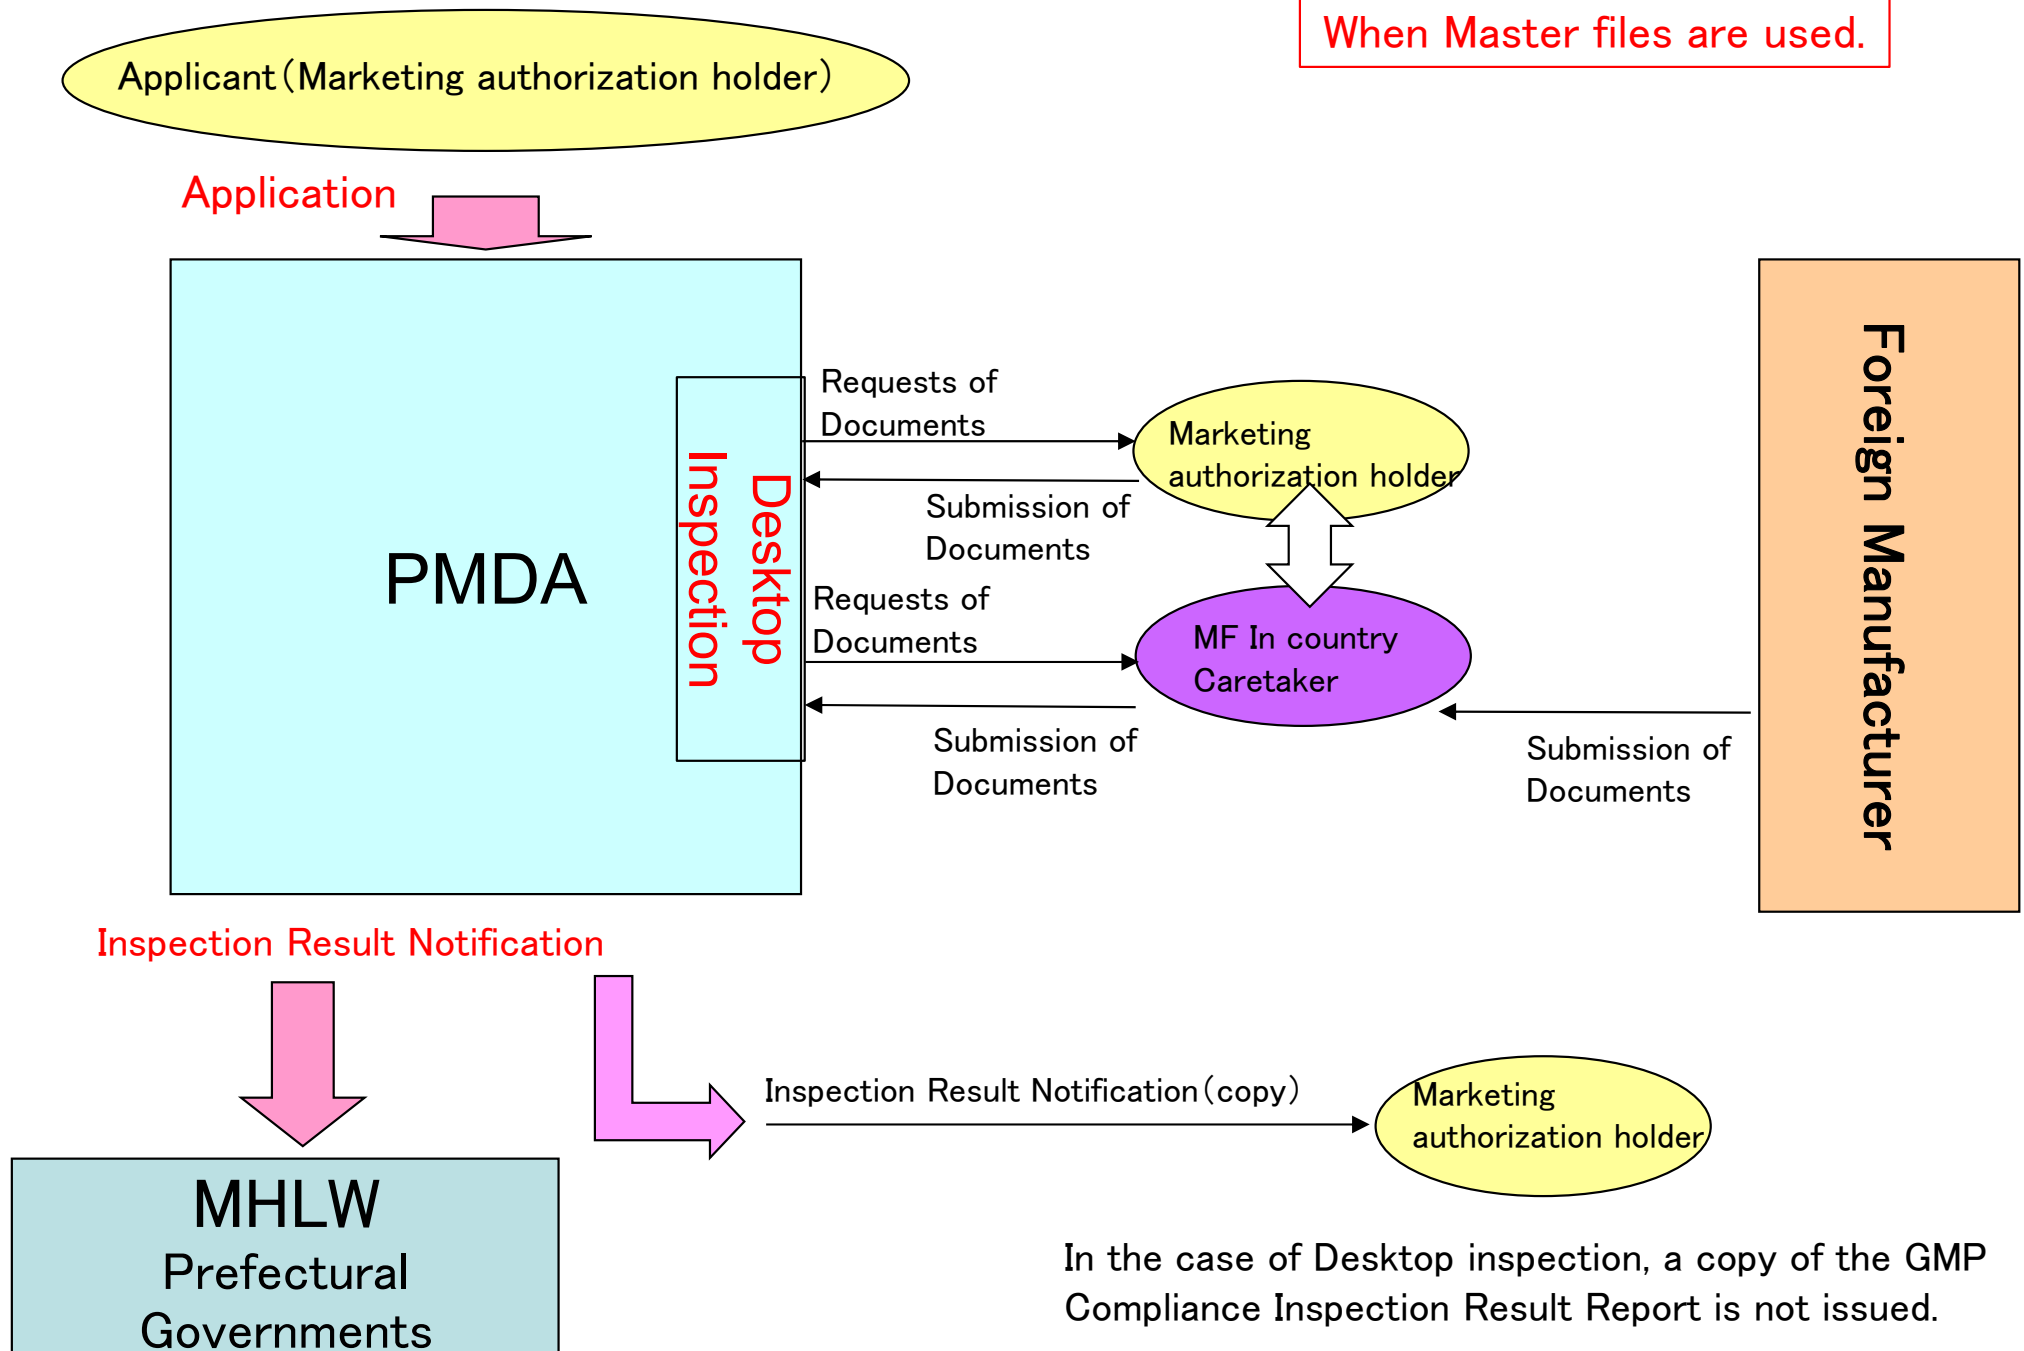 When Master files are used.
Applicant（Marketing authorization holder）
Application
PMDA
Desktop
Inspection
Requests of
Documents
Marketing
authorization holder
Submission of
Documents
Requests of
Documents
MF In country
Caretaker
Submission of
Documents
Submission of
Documents
Foreign Manufacturer
Inspection Result Notification
Inspection Result Notification（copy）
Marketing
authorization holder
MHLW
Prefectural
Governments
In the case of Desktop inspection, a copy of the GMP
Compliance Inspection Result Report is not issued.